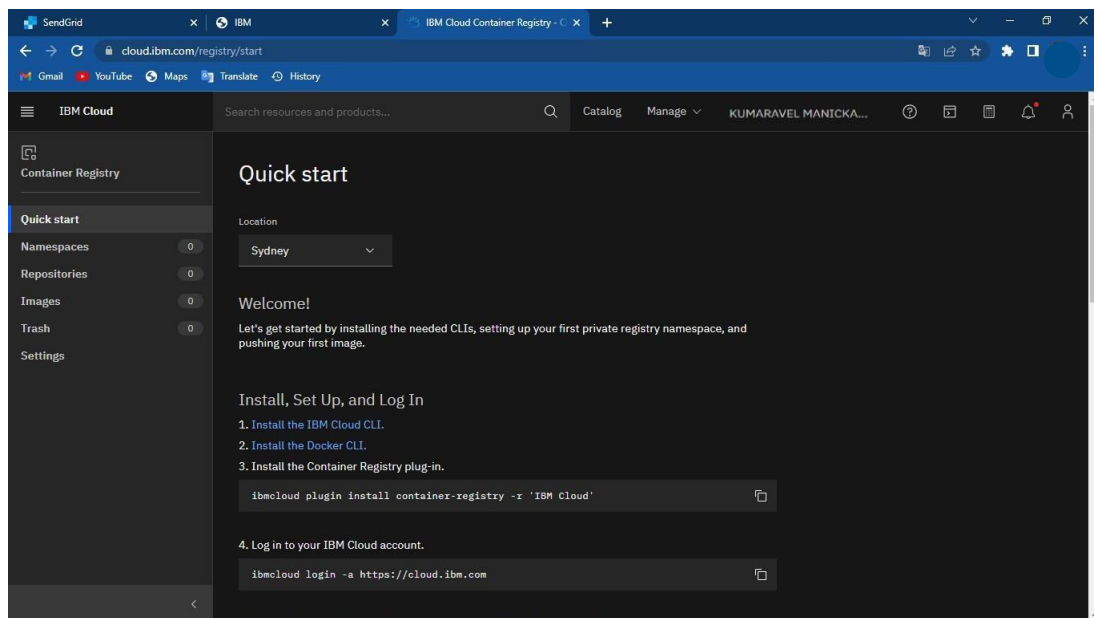 SendGrid
IBM
IBM Cloud Container Registry - C
cloud.ibm.com/registry/start
Gmail
YouTube
Maps
Translate
History
IBM Cloud
Search resources and products...
Catalog
Manage
KUMARAVEL MANICKA...
Container Registry
Quick start
Namespaces 0
Repositories 0
Images 0
Trash 0
Settings
Quick start
Location
Sydney
Welcome!
Let's get started by installing the needed CLIs, setting up your first private registry namespace, and
pushing your first image.
Install, Set Up, and Log In
1. Install the IBM Cloud CLI.
2. Install the Docker CLI.
3. Install the Container Registry plug-in.
ibmcloud plugin install container-registry -r 'IBM Cloud'
4. Log in to your IBM Cloud account.
ibmcloud login -a https://cloud.ibm.com